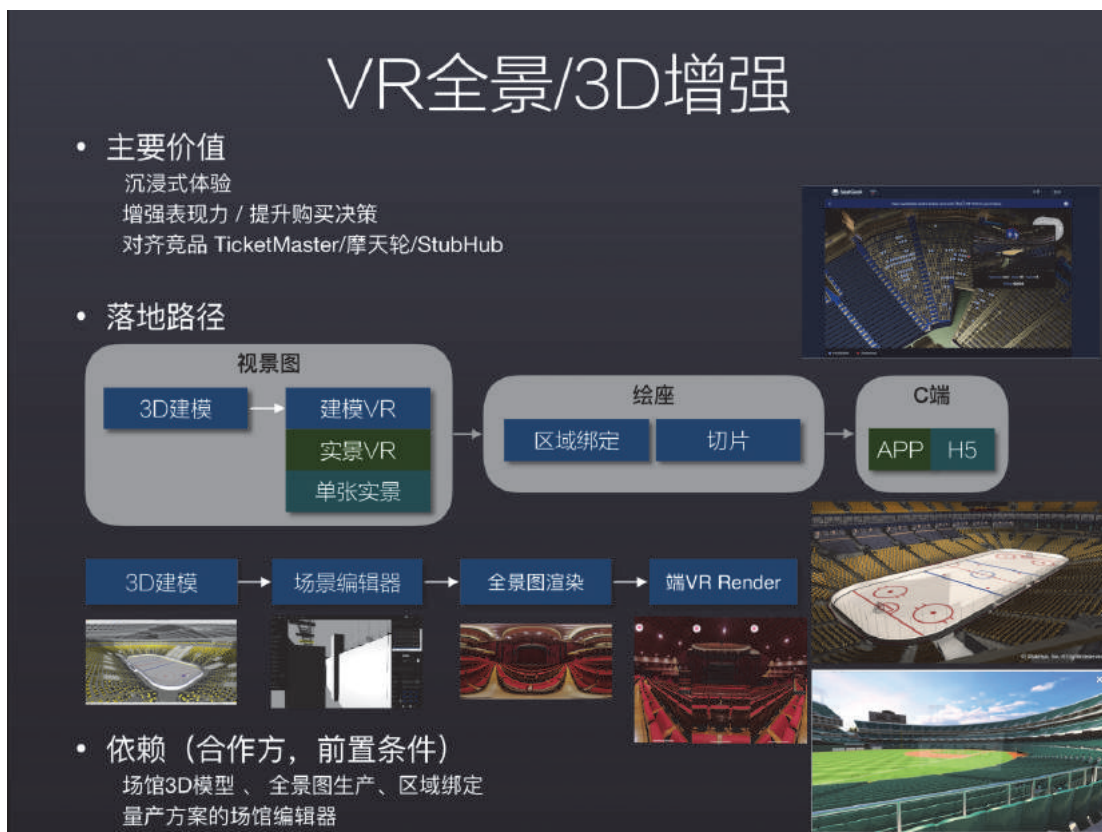 VR全景/3D增强
• 主要价值
沉浸式体验
增强表现力 / 提升购买决策
对齐竞品 TicketMaster/摩天轮/StubHub
• 落地路径
视景图
3D建模
建模VR
实景VR
单张实景
绘座
区域绑定
切片
C端
APP
H5
3D建模
场景编辑器
全景图渲染
端VR Render
• 依赖（合作方，前置条件）
场馆3D模型 、 全景图生产、区域绑定
量产方案的场馆编辑器
SeatGeek